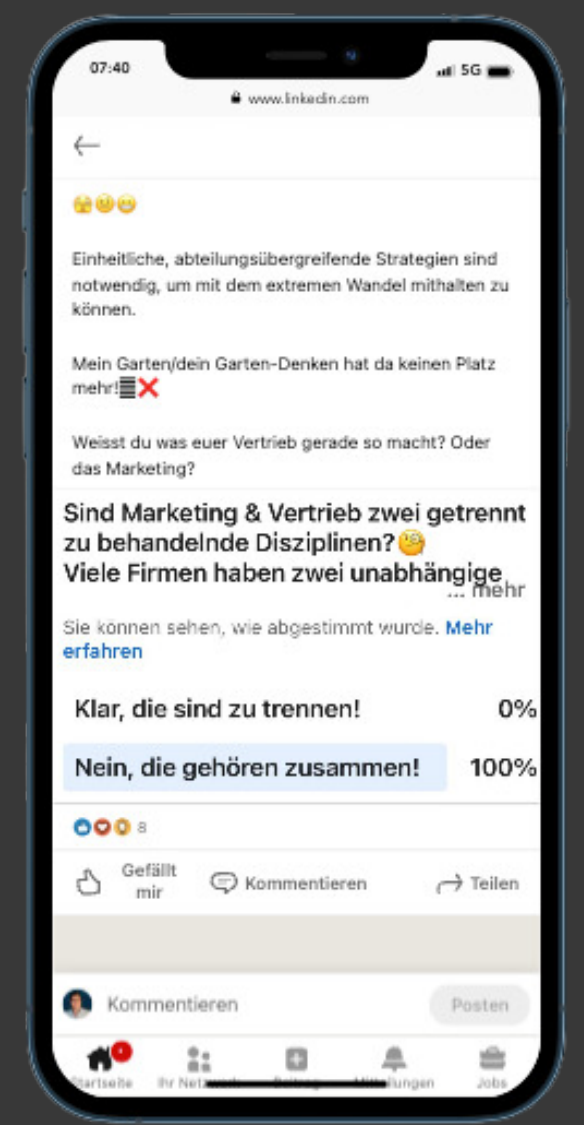 07:40
5G
www.linkedin.com
Einheitliche, abteilungsübergreifende Strategien sind
notwendig, um mit dem extremen Wandel mithalten zu
können.
Mein Garten/dein Garten-Denken hat da keinen Platz
mehr!
Weisst du was euer Vertrieb gerade so macht? Oder
das Marketing?
Sind Marketing & Vertrieb zwei getrennt
zu behandelnde Disziplinen?
Viele Firmen haben zwei unabhängige
... mehr
Sie können sehen, wie abgestimmt wurde. Mehr
erfahren
Klar, die sind zu trennen! 0%
Nein, die gehören zusammen! 100%
8
Gefällt
mir
Kommentieren
Teilen
Kommentieren
Posten
Startseite
Ihr
Jobs